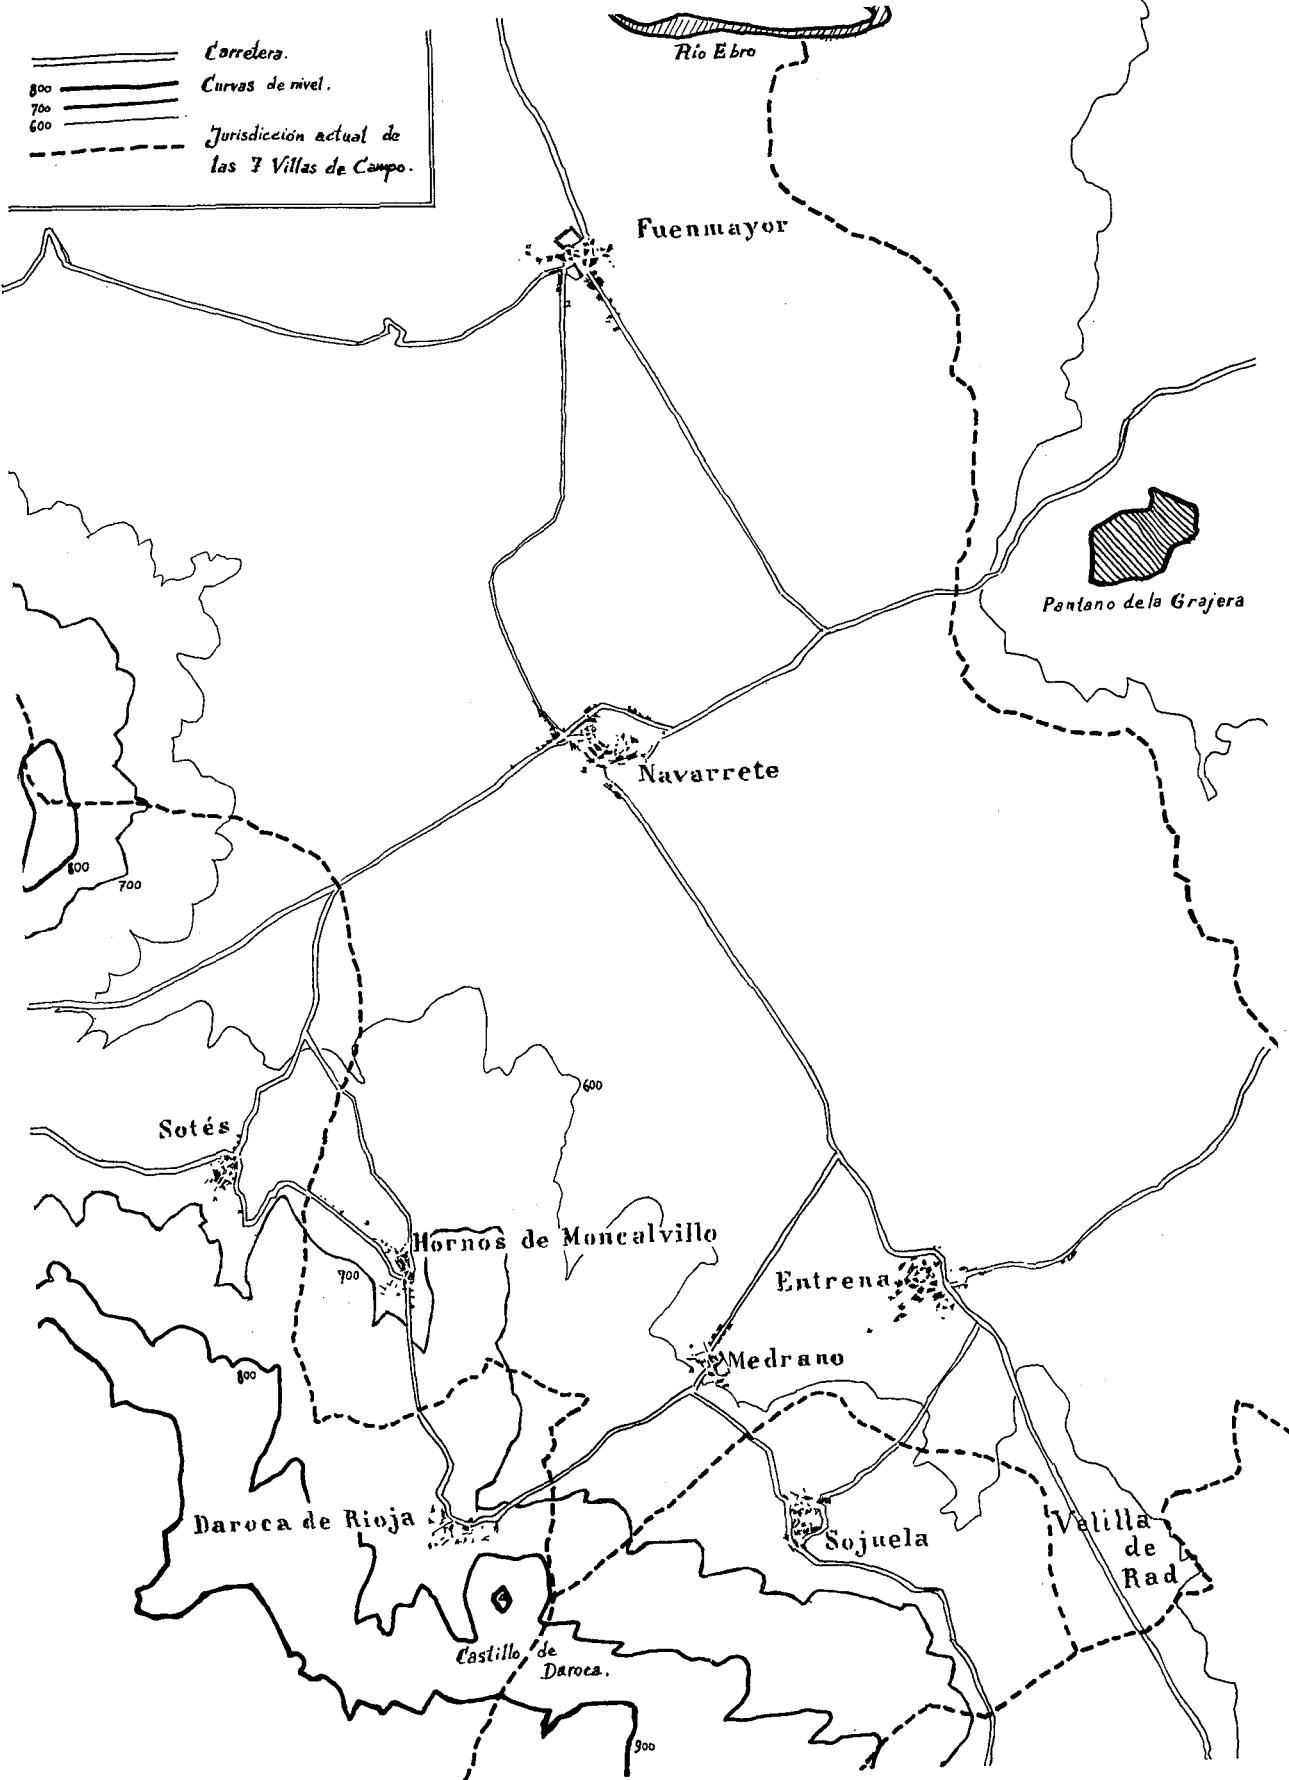 Carretera.
800
Curvas de nivel.
700
600
Jurisdicción actual de
las 7 Villas de Campo.
Río Ebro
Fuenmayor
Pantano de la Grajera
Navarrete
800
700
600
Sotés
Hornos de Moncalvillo
700
Entrena
Medrano
800
Daroca de Rioja
Sojuela
Velilla
de
Rad
Castillo de
Daroca.
900